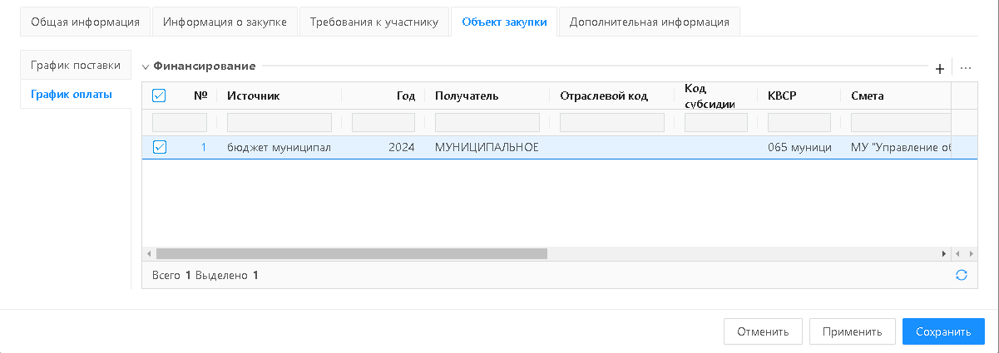 Общая информация Информация о закупке Требования к участнику Объект закупки Дополнительная информация
График поставки
График оплаты
Финансирование
№ Источник Год Получатель Отраслевой код Код субсидии КВСР Смета
1 бюджет муниципал 2024 МУНИЦИПАЛЬНОЕ 065 муници МУ "Управление об
Всего 1 Выделено 1
Отменить Применить Сохранить